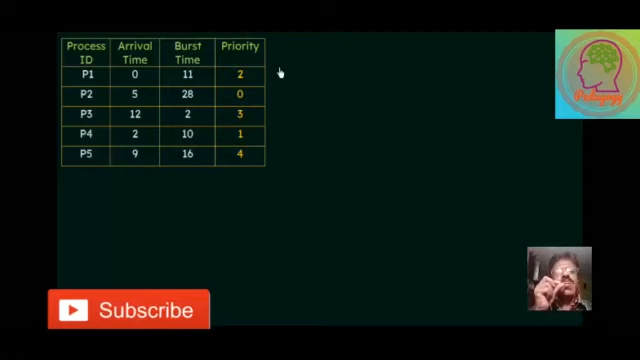 Process ID Arrival Time Burst Time Priority
P1 0 11 2
P2 5 28 0
P3 12 2 3
P4 2 10 1
P5 9 16 4
Pedagogy
Subscribe